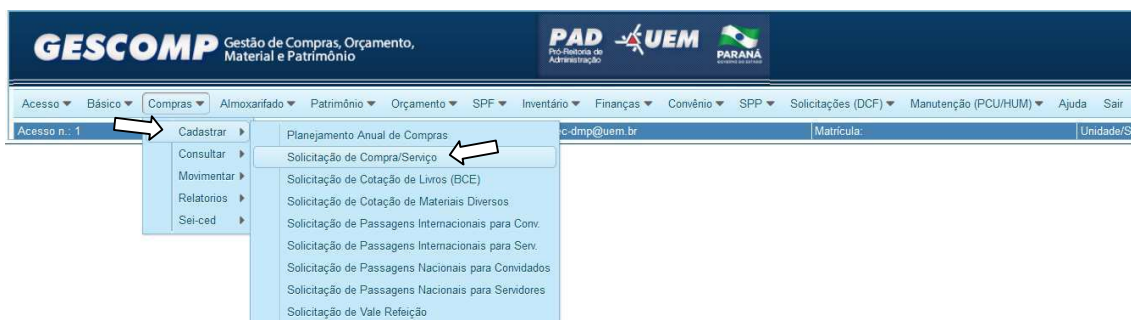 GESCOMP Gestão de Compras, Orçamento, Material e Patrimônio
PAD Pró-Reitoria de Administração
UEM
PARANÁ
Acesso Básico Compras Almoxarifado Patrimônio Orçamento SPF Inventário Finanças Convênio SPP Solicitações (DCF) Manutenção (PCU/HUM) Ajuda Sair
Acesso n.: 1 ec-dmp@uem.br Matrícula: Unidade/S
Cadastrar
Consultar
Movimentar
Relatorios
Sei-ced
Planejamento Anual de Compras
Solicitação de Compra/Serviço
Solicitação de Cotação de Livros (BCE)
Solicitação de Cotação de Materiais Diversos
Solicitação de Passagens Internacionais para Conv.
Solicitação de Passagens Internacionais para Serv.
Solicitação de Passagens Nacionais para Convidados
Solicitação de Passagens Nacionais para Servidores
Solicitação de Vale Refeição